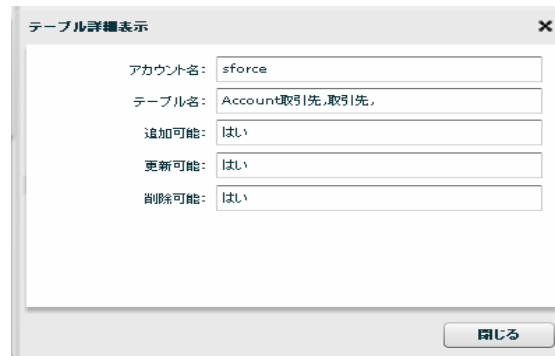 テーブル詳細表示
アカウント名: sforce
テーブル名: Account取引先,取引先,
追加可能: はい
更新可能: はい
削除可能: はい
閉じる